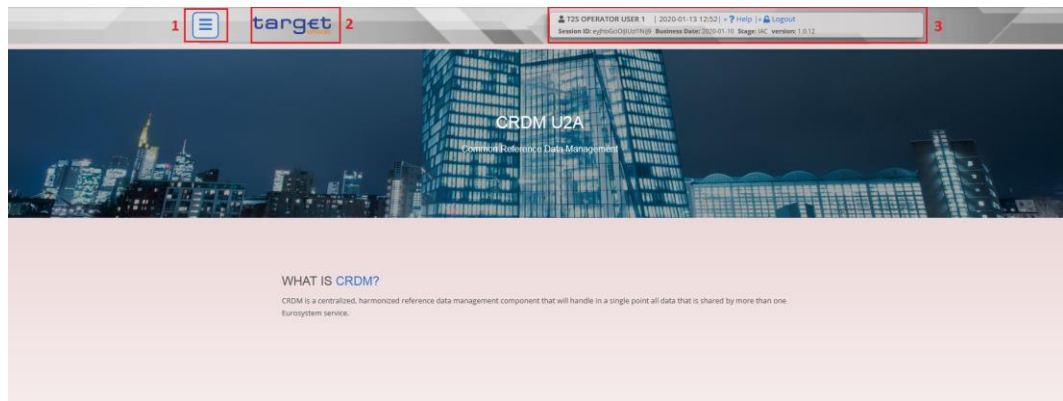 1
target
SERVICES
2
T2S OPERATOR USER 1 | 2020-01-13 12:52| » ? Help |» Logout
Business Date: 2020-01-10 Stage: IAC version: 1.0.12
Session ID:
3
CRDM U2A
Common Reference Data Management
WHAT IS CRDM?
CRDM is a centralized, harmonized reference data management component that will handle in a single point all data that is shared by more than one
Eurosystem service.